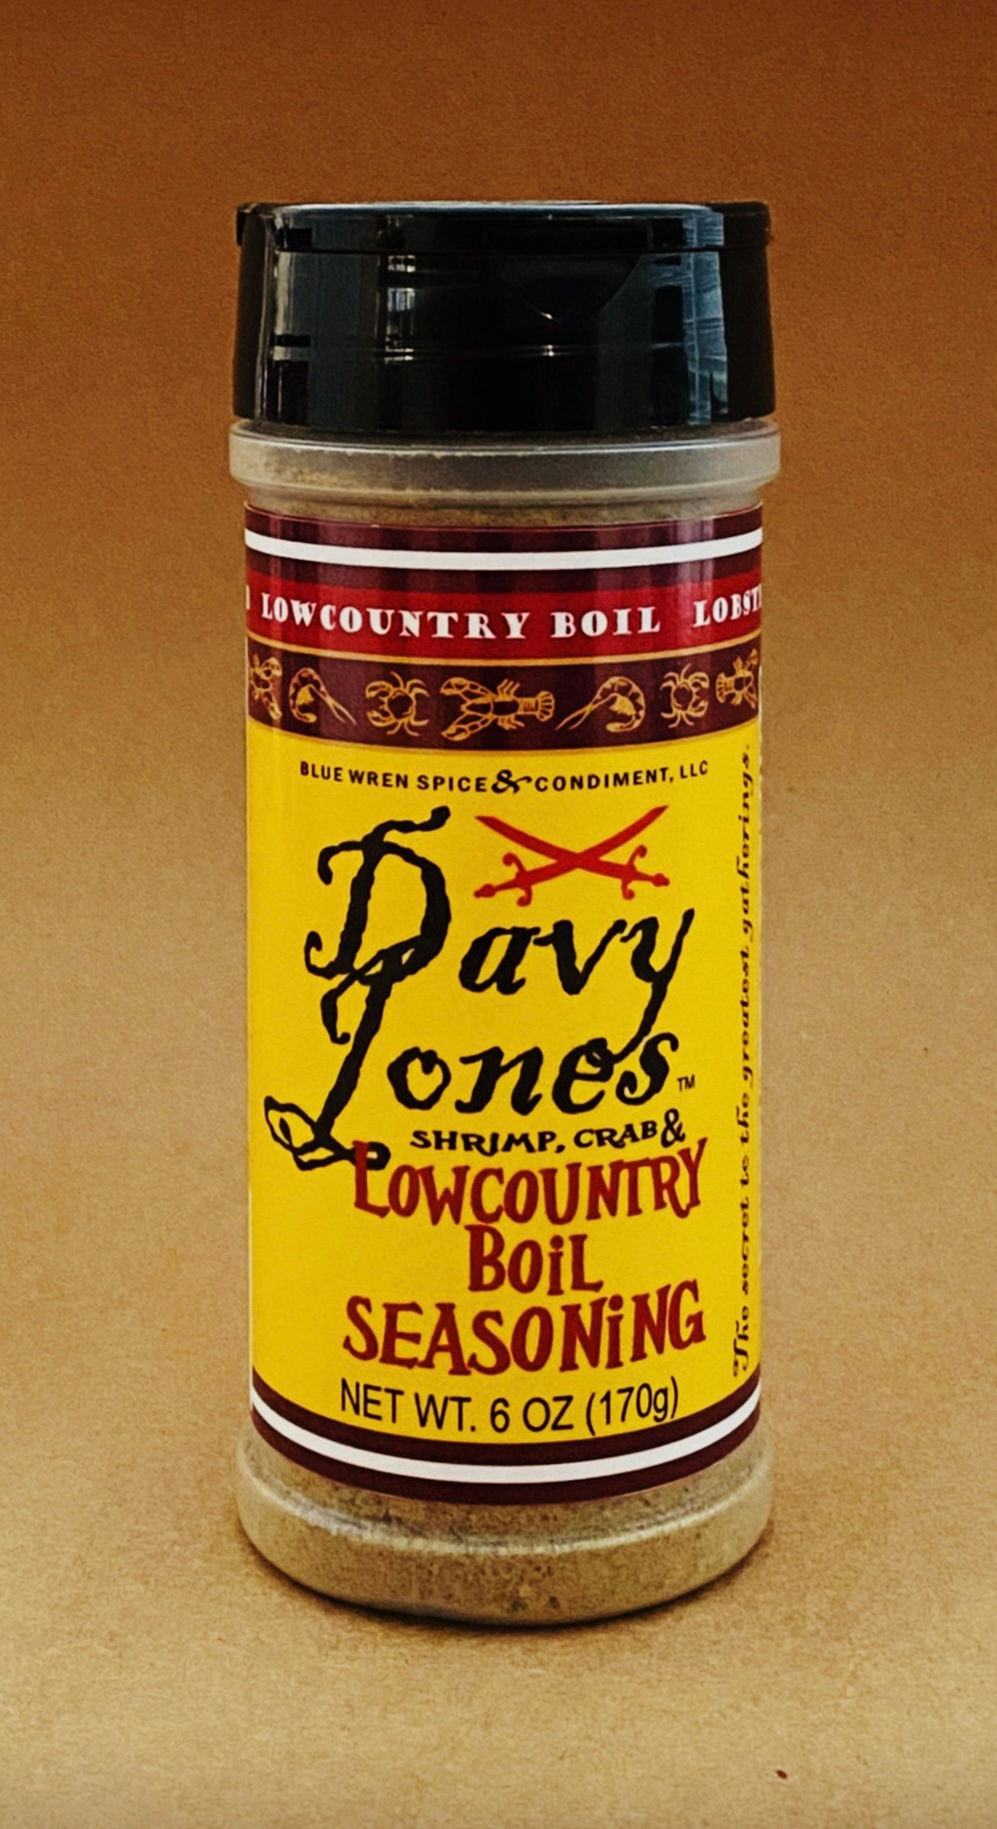 LOWCOUNTRY BOIL
BLUE WREN SPICE & CONDIMENT, LLC
Davy
Jones™
SHRIMP, CRAB &
LOWCOUNTRY
BOiL
SEASONiNG
NET WT. 6 OZ (170g)
The secret to the greatest gatherings.